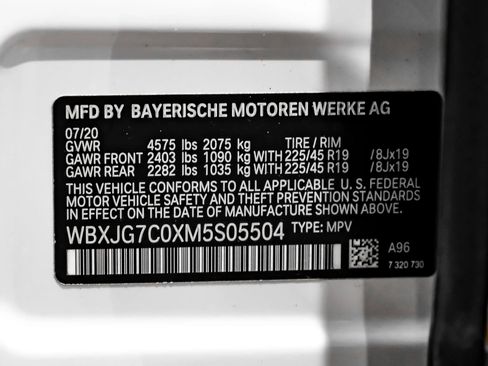 MFD BY BAYERISCHE MOTOREN WERKE AG
07/20
GVWR 4575 lbs 2075 kg TIRE / RIM
GAWR FRONT 2403 lbs 1090 kg WITH 225/45 R19 /8Jx19
GAWR REAR 2282 lbs 1035 kg WITH 225/45 R19 /8Jx19
THIS VEHICLE CONFORMS TO ALL APPLICABLE U. S. FEDERAL
MOTOR VEHICLE SAFETY AND THEFT PREVENTION STANDARDS
IN EFFECT ON THE DATE OF MANUFACTURE SHOWN ABOVE.
WBXJG7C0XM5S05504 TYPE: MPV
A96
7 320 730